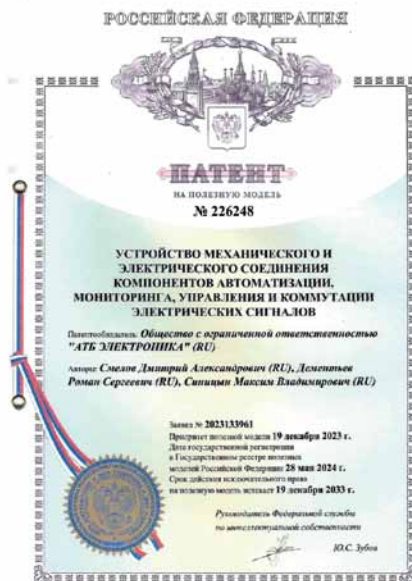 РОССИЙСКАЯ ФЕДЕРАЦИЯ
ПАТЕНТ
НА ПОЛЕЗНУЮ МОДЕЛЬ
№ 226248
УСТРОЙСТВО МЕХАНИЧЕСКОГО И
ЭЛЕКТРИЧЕСКОГО СОЕДИНЕНИЯ
КОМПОНЕНТОВ АВТОМАТИЗАЦИИ,
МОНИТОРИНГА, УПРАВЛЕНИЯ И КОММУТАЦИИ
ЭЛЕКТРИЧЕСКИХ СИГНАЛОВ
Патентообладатель: Общество с ограниченной ответственностью
"АТБ ЭЛЕКТРОНИКА" (RU)
Авторы: Смелов Дмитрий Александрович (RU), Дементьев
Роман Сергеевич (RU), Синицын Максим Владимирович (RU)
Заявка № 2023133961
Приоритет полезной модели 19 декабря 2023 г.
Дата государственной регистрации
в Государственном реестре полезных
моделей Российской Федерации 28 мая 2024 г.
Срок действия исключительного права
на полезную модель истекает 19 декабря 2033 г.
Руководитель Федеральной службы
по интеллектуальной собственности
Ю.С. Зубов